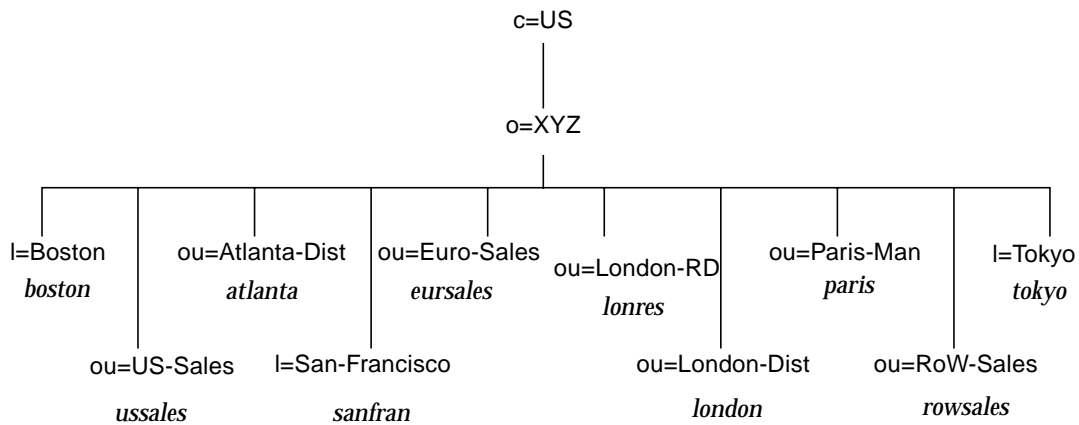 c=US
o=XYZ
l=Boston
boston
ou=Atlanta-Dist
atlanta
ou=Euro-Sales
eursales
ou=London-RD
lonres
ou=Paris-Man
paris
l=Tokyo
tokyo
ou=US-Sales
ussales
l=San-Francisco
sanfran
ou=London-Dist
london
ou=RoW-Sales
rowsales